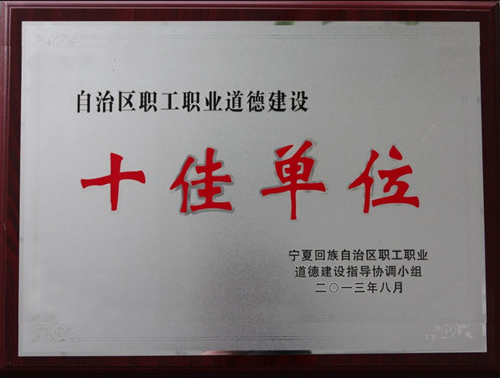 自治区职工职业道德建设
十佳单位
宁夏回族自治区职工职业
道德建设指导协调小组
二〇一三年八月